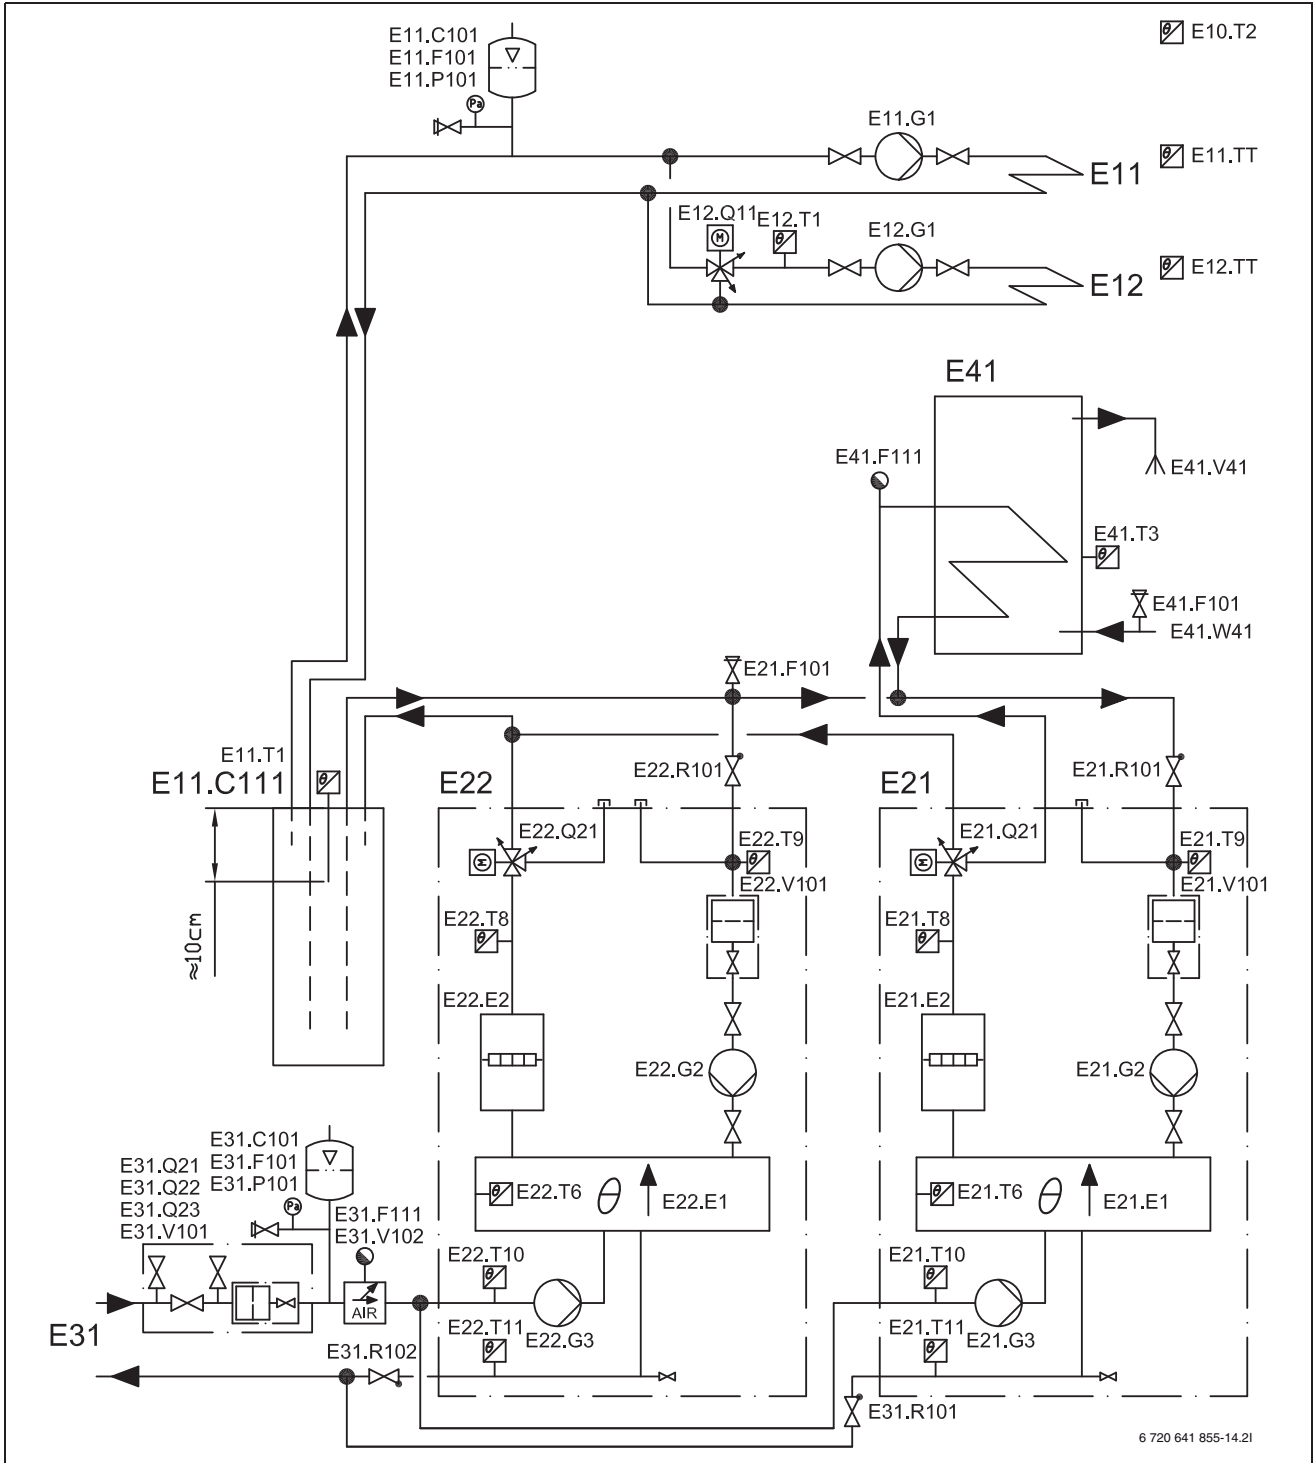 E11.C101
E11.F101
E11.P101
Pa
E10.T2
θ
E11.G1
E11
θ
E11.TT
E12.Q11
M
E12.T1
θ
E12.G1
E12
θ
E12.TT
E41
E41.F111
E41.V41
E41.T3
θ
E41.F101
E41.W41
E21.F101
E11.T1
E11.C111
θ
E22
E22.R101
E21
E21.R101
≈10cm
E22.Q21
M
E22.T9
θ
E22.V101
E22.T8
θ
E22.E2
E22.G2
E22.T6
θ
θ
E22.E1
E22.T10
θ
E22.G3
E22.T11
θ
E21.Q21
M
E21.T9
θ
E21.V101
E21.T8
θ
E21.E2
E21.G2
E21.T6
θ
θ
E21.E1
E21.T10
θ
E21.G3
E21.T11
θ
E31.C101
E31.F101
E31.P101
Pa
E31.Q21
E31.Q22
E31.Q23
E31.V101
E31.F111
E31.V102
AIR
E31
E31.R102
E31.R101
6 720 641 855-14.2I